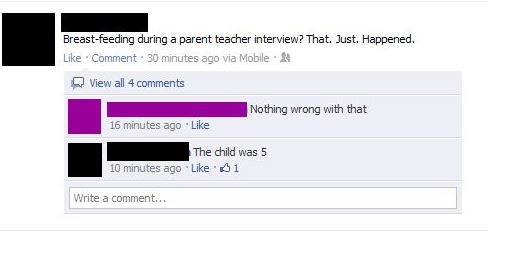 Breast-feeding during a parent teacher interview? That. Just. Happened.
Like · Comment · 30 minutes ago via Mobile ·
View all 4 comments
Nothing wrong with that
16 minutes ago · Like
The child was 5
10 minutes ago · Like · 1
Write a comment...